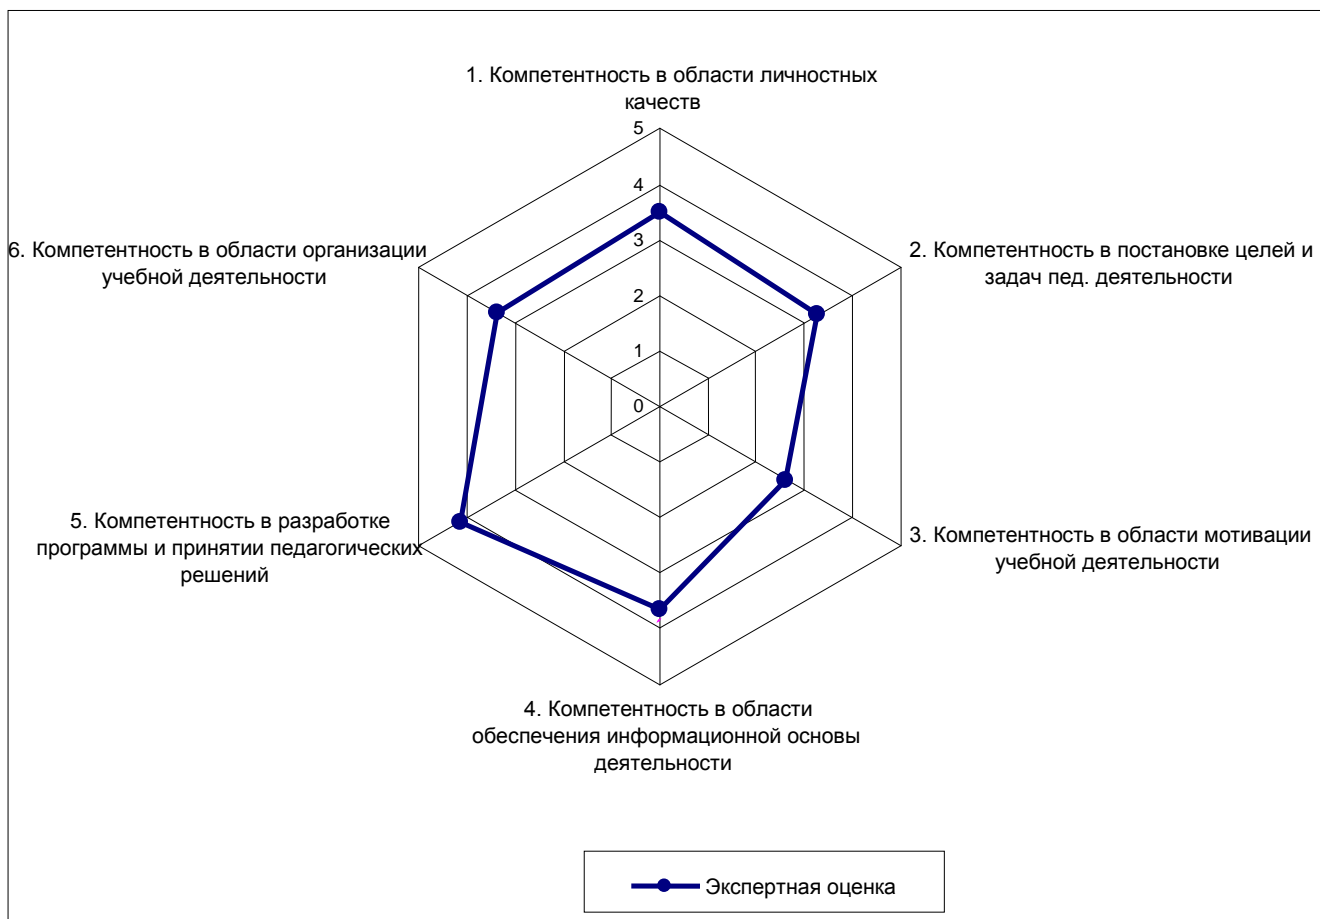 1. Компетентность в области личностных
качеств
5
4
3
2
1
0
2. Компетентность в постановке целей и
задач пед. деятельности
3. Компетентность в области мотивации
учебной деятельности
4. Компетентность в области
обеспечения информационной основы
деятельности
5. Компетентность в разработке
программы и принятии педагогических
решений
6. Компетентность в области организации
учебной деятельности
Экспертная оценка